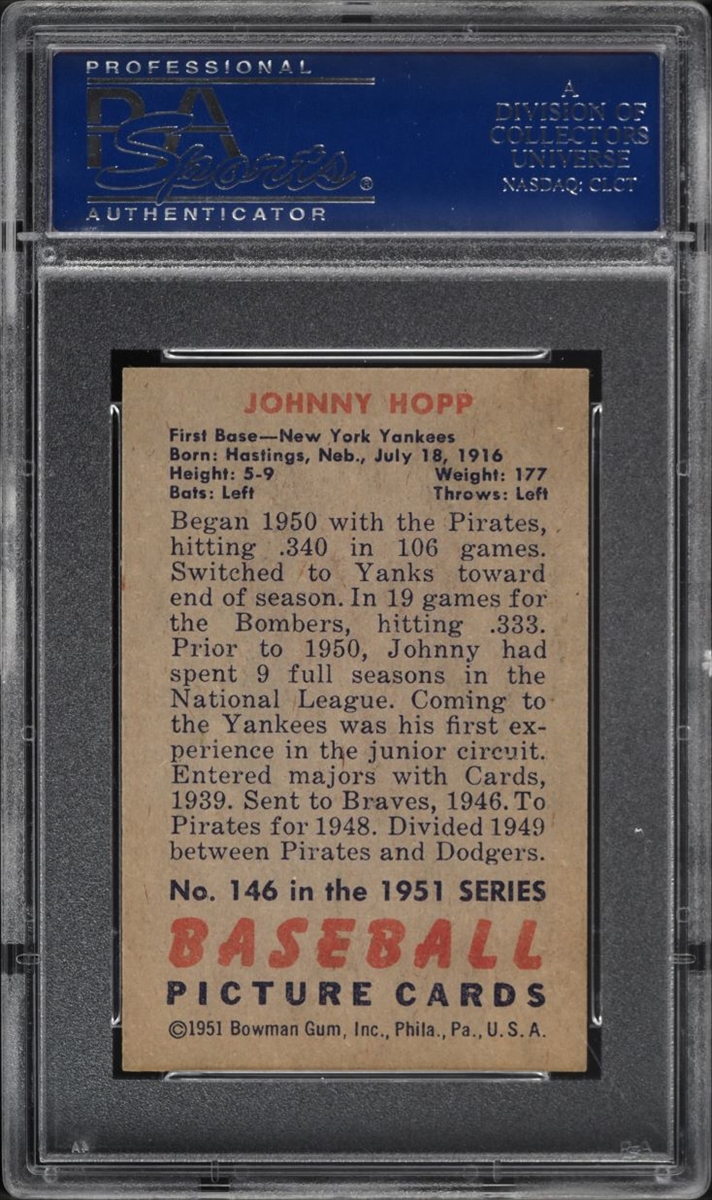 PROFESSIONAL
PSA
Sports®
AUTHENTICATOR
A
DIVISION OF
COLLECTORS
UNIVERSE
NASDAQ: CLCT
JOHNNY HOPP
First Base—New York Yankees
Born: Hastings, Neb., July 18, 1916
Height: 5-9 Weight: 177
Bats: Left Throws: Left
Began 1950 with the Pirates,
hitting .340 in 106 games.
Switched to Yanks toward
end of season. In 19 games for
the Bombers, hitting .333.
Prior to 1950, Johnny had
spent 9 full seasons in the
National League. Coming to
the Yankees was his first ex-
perience in the junior circuit.
Entered majors with Cards,
1939. Sent to Braves, 1946. To
Pirates for 1948. Divided 1949
between Pirates and Dodgers.
No. 146 in the 1951 SERIES
BASEBALL
PICTURE CARDS
©1951 Bowman Gum, Inc., Phila., Pa., U. S. A.
PSA